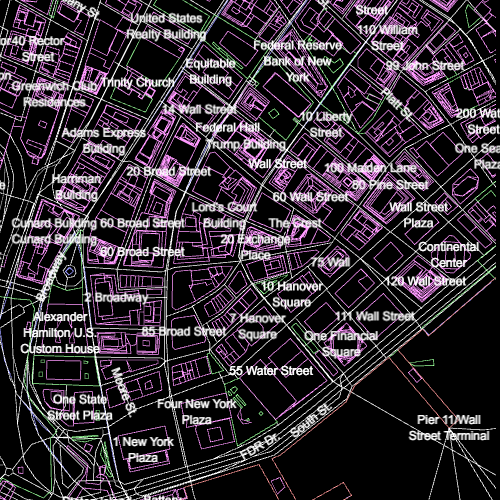 United States
Realty Building
Street
110 William
Street
40 Rector
Street
Federal Reserve
Bank of New
York
Equitable
Building
99 John Street
Trinity Church
Greenwich Club
Residences
Platt St.
14 Wall Street
10 Liberty
Street
200 Wat
Street
Federal Hall
Adams Express
Building
Trump Building
One Sea
Plaza
Wall Street
20 Broad Street
100 Maiden Lane
80 Pine Street
Harriman
Building
60 Wall Street
Lord's Court
Building
Wall Street
Plaza
Cunard Building
60 Broad Street
The Crest
Cunard Building
20 Exchange
Place
80 Broad Street
Continental
Center
75 Wall
Broadway
120 Wall Street
10 Hanover
Square
2 Broadway
Alexander
Hamilton U.S.
Custom House
7 Hanover
Square
111 Wall Street
85 Broad Street
One Financial
Square
55 Water Street
Moore St.
One State
Street Plaza
Four New York
Plaza
South St.
Pier 11/Wall
Street Terminal
FDR Dr.
1 New York
Plaza